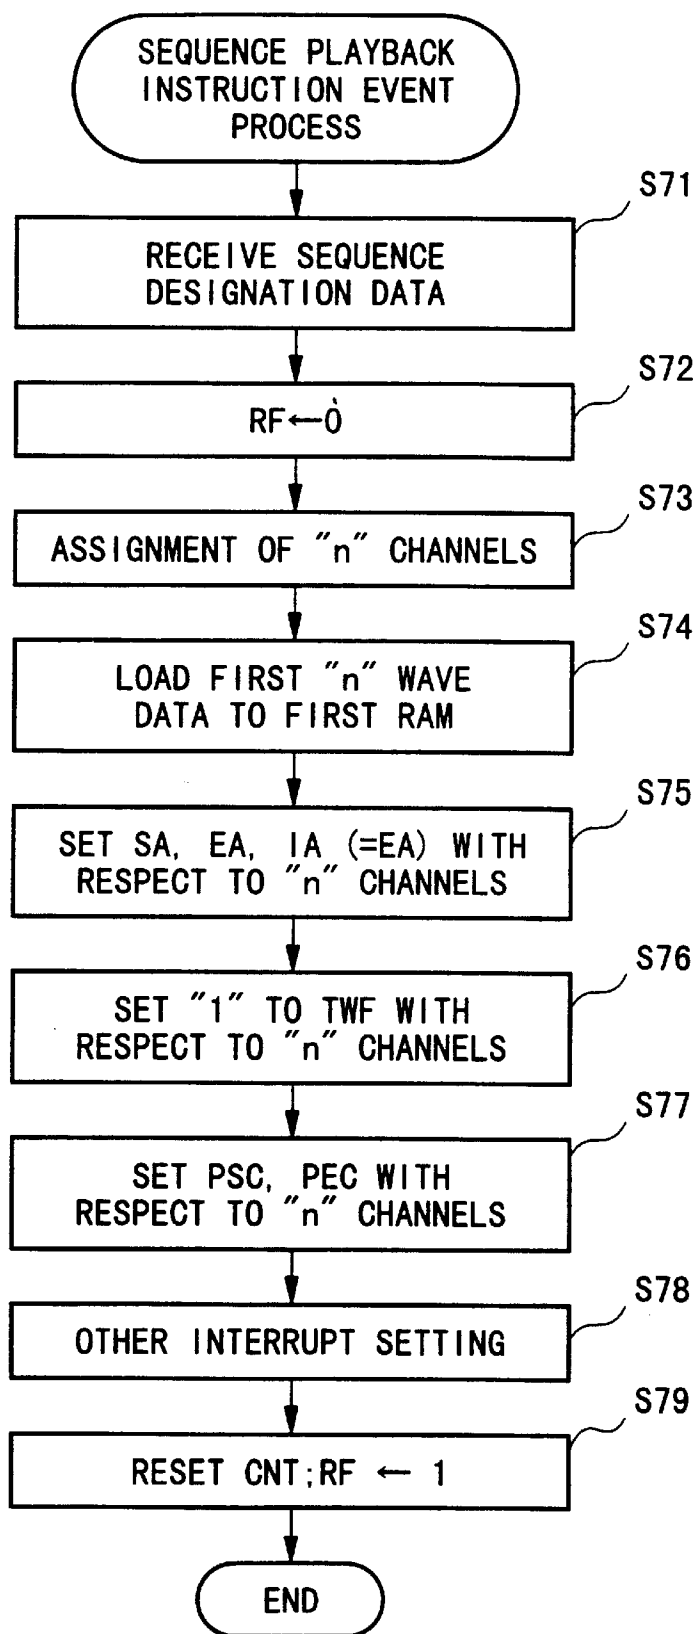 SEQUENCE PLAYBACK
INSTRUCTION EVENT
PROCESS
S71
RECEIVE SEQUENCE
DESIGNATION DATA
S72
RF←0
S73
ASSIGNMENT OF "n" CHANNELS
S74
LOAD FIRST "n" WAVE
DATA TO FIRST RAM
S75
SET SA, EA, IA (=EA) WITH
RESPECT TO "n" CHANNELS
S76
SET "1" TO TWF WITH
RESPECT TO "n" CHANNELS
S77
SET PSC, PEC WITH
RESPECT TO "n" CHANNELS
S78
OTHER INTERRUPT SETTING
S79
RESET CNT;RF ← 1
END